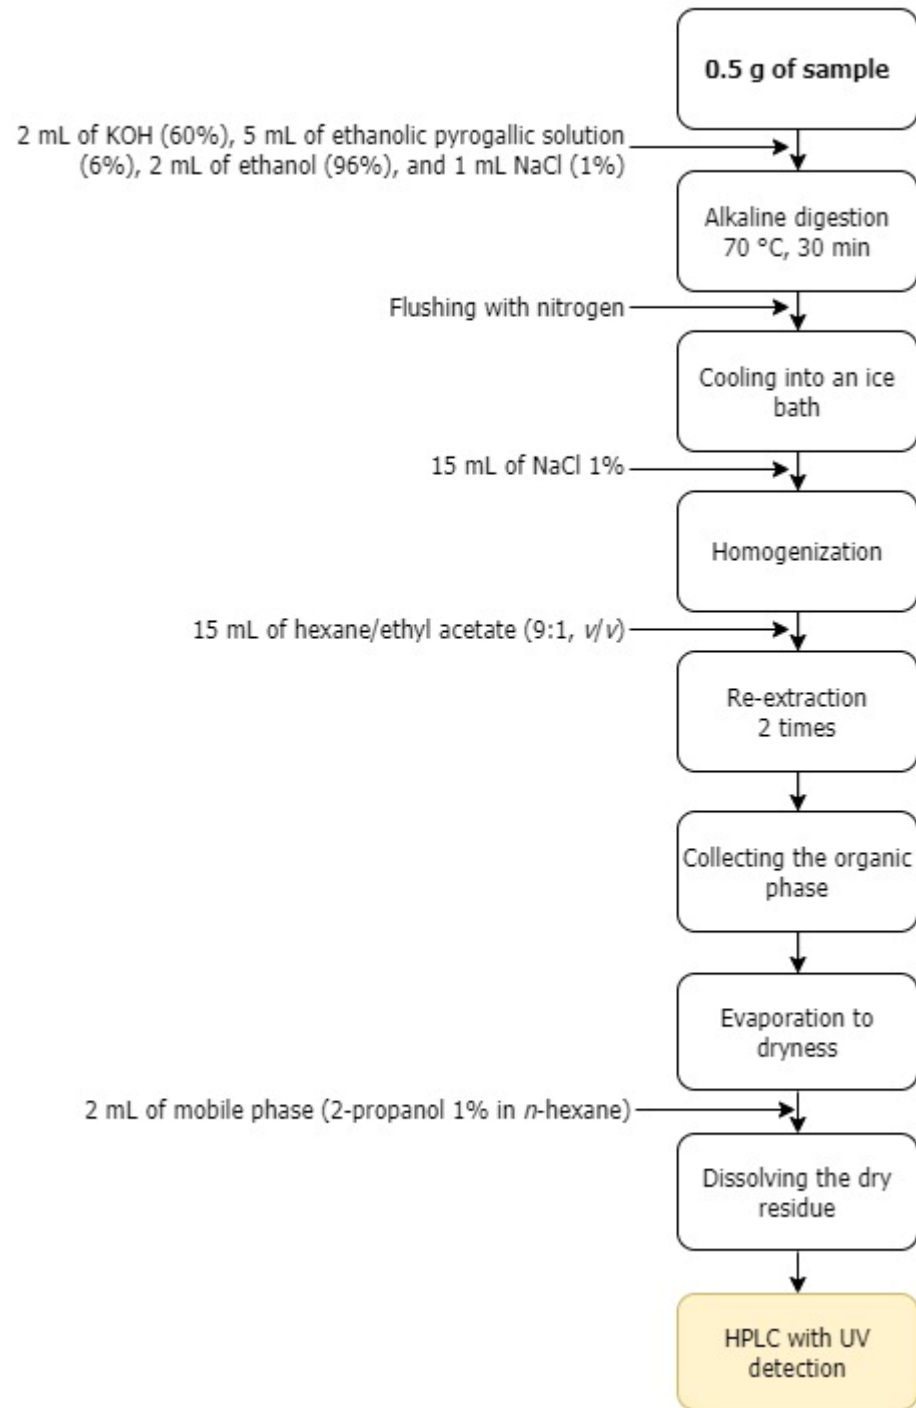 0.5 g of sample
2 mL of KOH (60%), 5 mL of ethanolic pyrogallic solution
(6%), 2 mL of ethanol (96%), and 1 mL NaCl (1%)
Alkaline digestion
70 °C, 30 min
Flushing with nitrogen
Cooling into an ice
bath
15 mL of NaCl 1%
Homogenization
15 mL of hexane/ethyl acetate (9:1, v/v)
Re-extraction
2 times
Collecting the organic
phase
Evaporation to
dryness
2 mL of mobile phase (2-propanol 1% in n-hexane)
Dissolving the dry
residue
HPLC with UV
detection